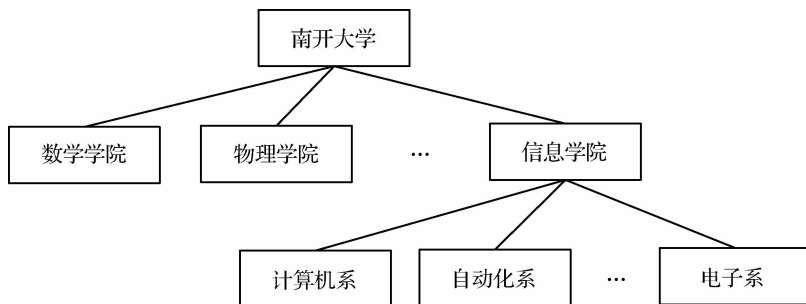 南开大学
数学学院
物理学院
...
信息学院
计算机系
自动化系
...
电子系